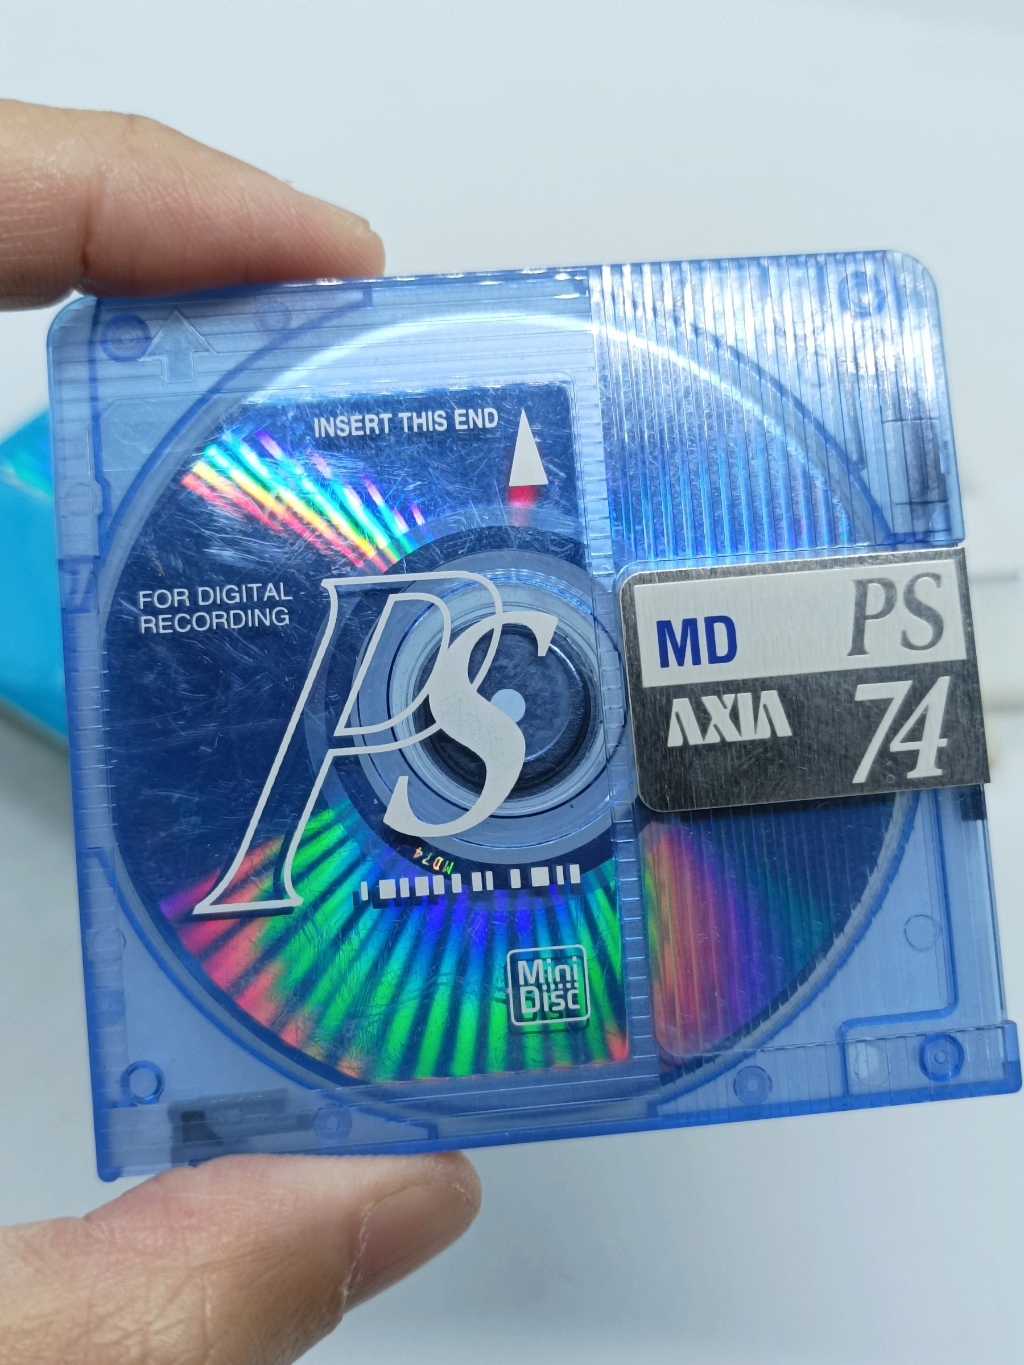 INSERT THIS END
FOR DIGITAL
RECORDING
PS
MD74
Mini
Disc
MD PS
AXIA 74